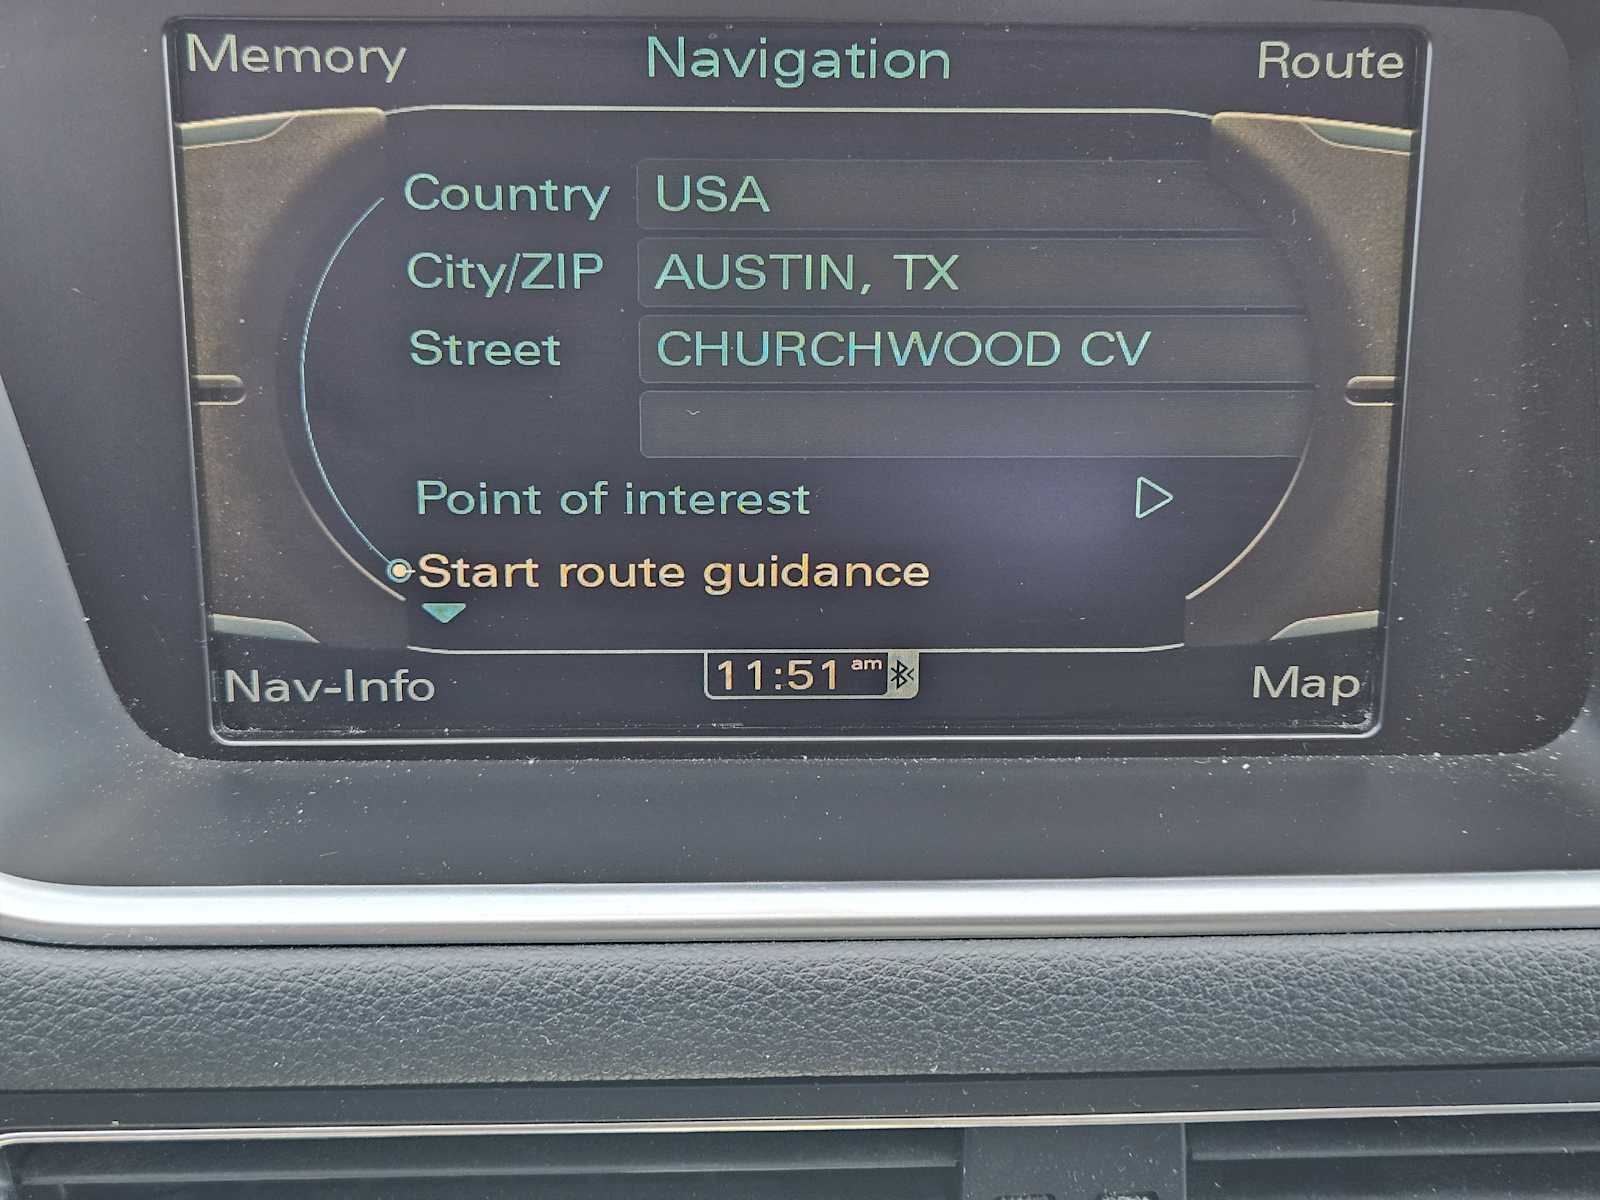 Memory Navigation Route
Country USA
City/ZIP AUSTIN, TX
Street CHURCHWOOD CV
Point of interest
Start route guidance
Nav-Info 11:51 am Map